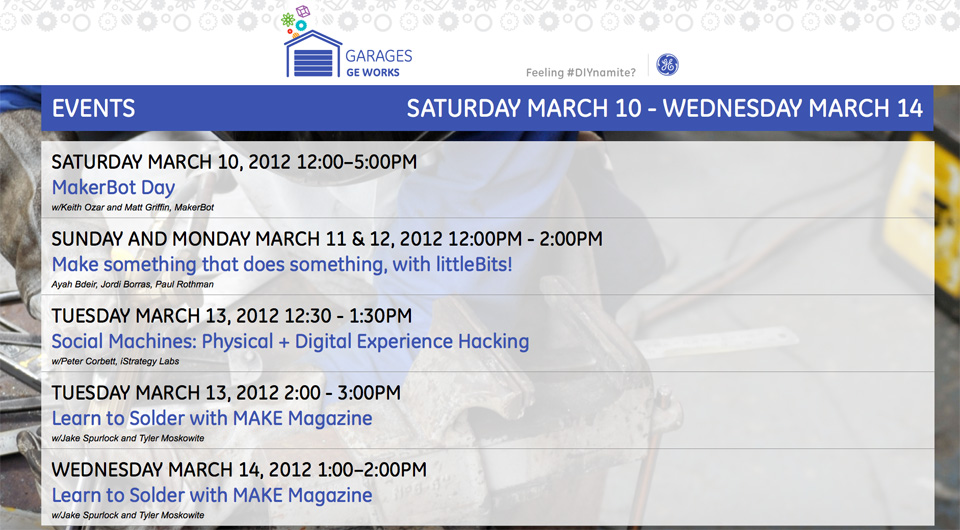 GARAGES
GE WORKS
Feeling #DIYnamite?
EVENTS
SATURDAY MARCH 10 - WEDNESDAY MARCH 14
SATURDAY MARCH 10, 2012 12:00–5:00PM
MakerBot Day
w/Keith Ozar and Matt Griffin, MakerBot
SUNDAY AND MONDAY MARCH 11 & 12, 2012 12:00PM - 2:00PM
Make something that does something, with littleBits!
Ayah Bdeir, Jordi Borras, Paul Rothman
TUESDAY MARCH 13, 2012 12:30 - 1:30PM
Social Machines: Physical + Digital Experience Hacking
w/Peter Corbett, iStrategy Labs
TUESDAY MARCH 13, 2012 2:00 - 3:00PM
Learn to Solder with MAKE Magazine
w/Jake Spurlock and Tyler Moskowite
WEDNESDAY MARCH 14, 2012 1:00–2:00PM
Learn to Solder with MAKE Magazine
w/Jake Spurlock and Tyler Moskowite